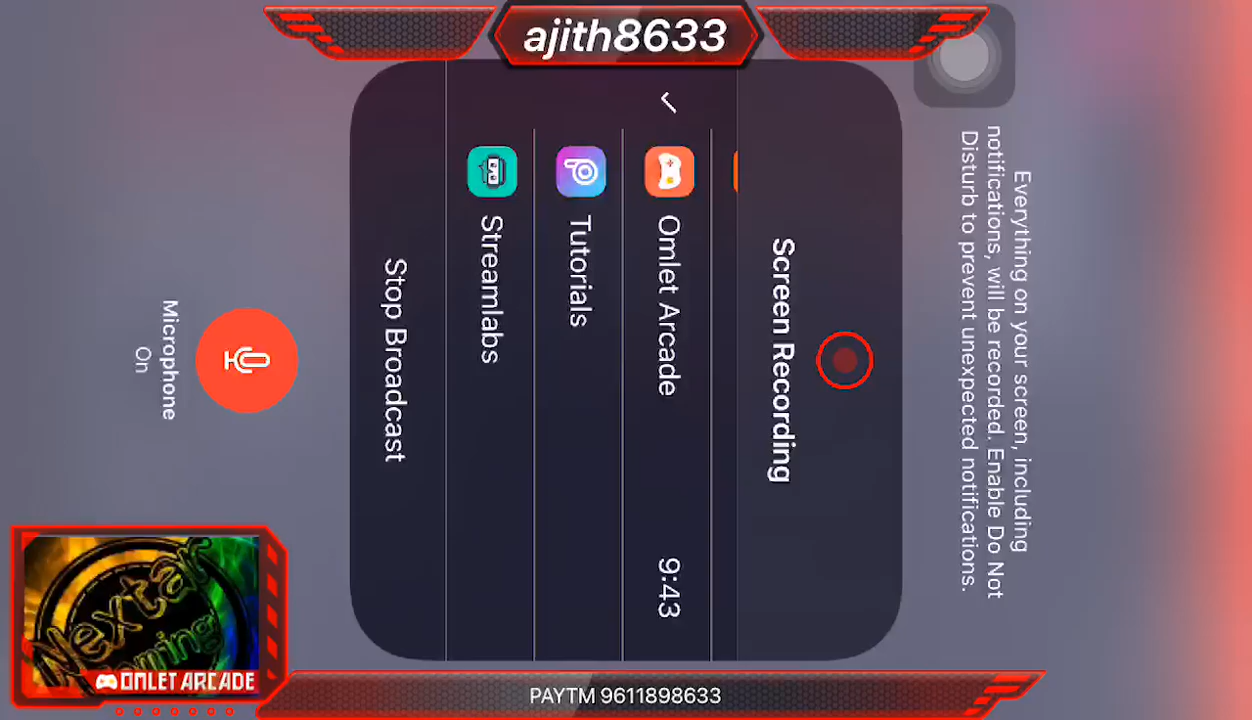 ajith8633
Everything on your screen, including
notifications, will be recorded. Enable Do Not
Disturb to prevent unexpected notifications.
Screen Recording
Omlet Arcade
9:43
Tutorials
Streamlabs
Stop Broadcast
Microphone
On
Nextar
Gaming
OMLET ARCADE
PAYTM 9611898633